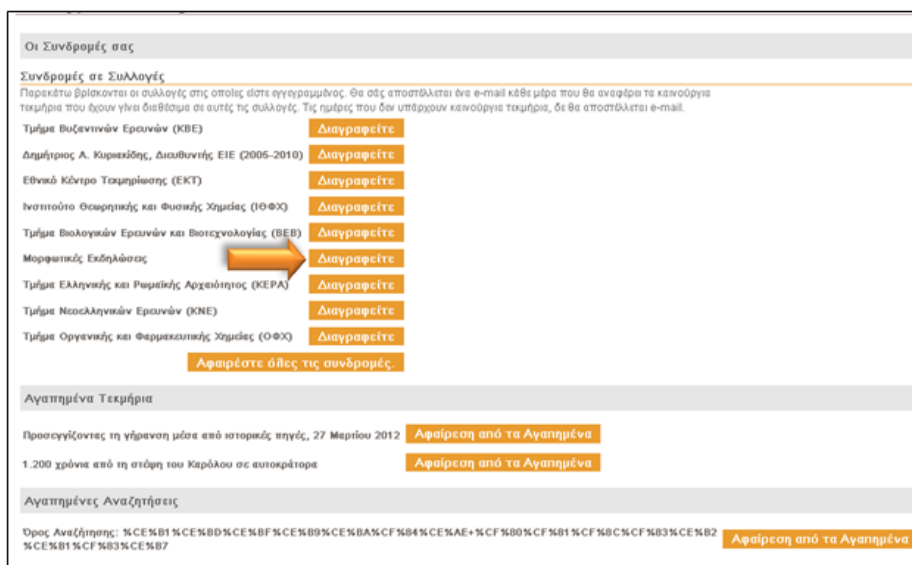 Οι Συνδρομές σας
Συνδρομές σε Συλλογές
Παρακάτω βρίσκονται οι συλλογές στις οποίες είστε εγγεγραμμένος. Θα σάς αποστέλλεται ένα e-mail κάθε μέρα που θα αναφέρει τα καινούργια
τεκμήρια που έχουν γίνει διαθέσιμα σε αυτές τις συλλογές. Τις ημέρες που δεν υπάρχουν καινούργια τεκμήρια, δε θα αποστέλλεται e-mail.
Τμήμα Βυζαντινών Ερευνών (ΚΒΕ) Διαγραφείτε
Δημήτριος Α. Κυριακίδης, Διευθυντής ΕΙΕ (2005-2010) Διαγραφείτε
Εθνικό Κέντρο Τεκμηρίωσης (ΕΚΤ) Διαγραφείτε
Ινστιτούτο Θεωρητικής και Φυσικής Χημείας (ΙΘΦΧ) Διαγραφείτε
Τμήμα Βιολογικών Ερευνών και Βιοτεχνολογίας (ΒΕΒ) Διαγραφείτε
Μορφωτικές Εκδηλώσεις Διαγραφείτε
Τμήμα Ελληνικής και Ρωμαϊκής Αρχαιότητος (ΚΕΡΑ) Διαγραφείτε
Τμήμα Νεοελληνικών Ερευνών (ΚΝΕ) Διαγραφείτε
Τμήμα Οργανικής και Φαρμακευτικής Χημείας (ΟΦΧ) Διαγραφείτε
Αφαιρέστε όλες τις συνδρομές.
Αγαπημένα Τεκμήρια
Προσεγγίζοντας τη γήρανση μέσα από ιστορικές πηγές, 27 Μαρτίου 2012 Αφαίρεση από τα Αγαπημένα
1.200 χρόνια από τη στέψη του Καρόλου σε αυτοκράτορα Αφαίρεση από τα Αγαπημένα
Αγαπημένες Αναζητήσεις
Όρος Αναζήτησης: %CE%B1%CE%BD%CE%BF%CE%B9%CE%BA%CF%84%CE%AE+%CF%80%CF%81%CF%8C%CF%83%CE%B2
%CE%B1%CF%83%CE%B7 Αφαίρεση από τα Αγαπημένα